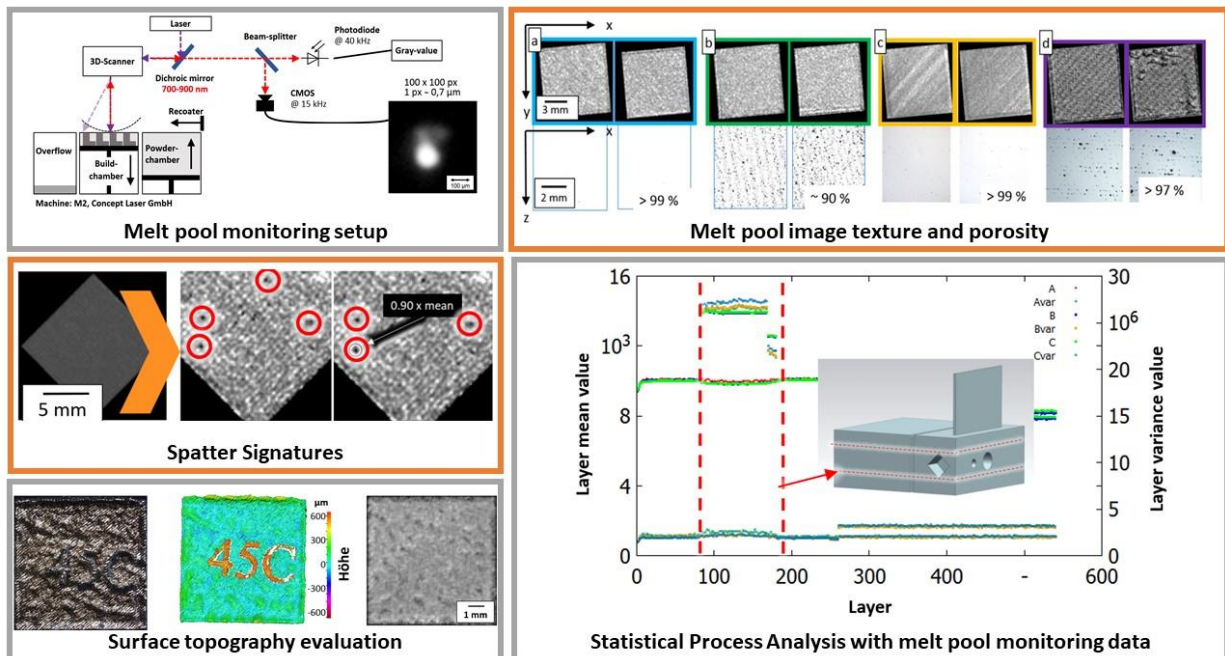 Laser
Beam-splitter
Photodiode
@ 40 kHz
Gray-value
3D-Scanner
Dichroic mirror
700-900 nm
CMOS
@ 15 kHz
100 x 100 px
1 px ~ 0,7 µm
Recoater
Overflow
Build-
chamber
Powder-
chamber
100 µm
Machine: M2, Concept Laser GmbH
Melt pool monitoring setup
x
a
b
c
d
y
3 mm
x
2 mm
z
> 99 %
~ 90 %
> 99 %
> 97 %
Melt pool image texture and porosity
5 mm
0.90 x mean
Spatter Signatures
45C
µm
600
300
0
-300
-600
Höhe
1 mm
Surface topography evaluation
16
10³
8
4
0
Layer mean value
A
Avar
B
Bvar
C
Cvar
30
10⁶
20
15
10
5
0
Layer variance value
0
100
200
300
400
-
600
Layer
Statistical Process Analysis with melt pool monitoring data